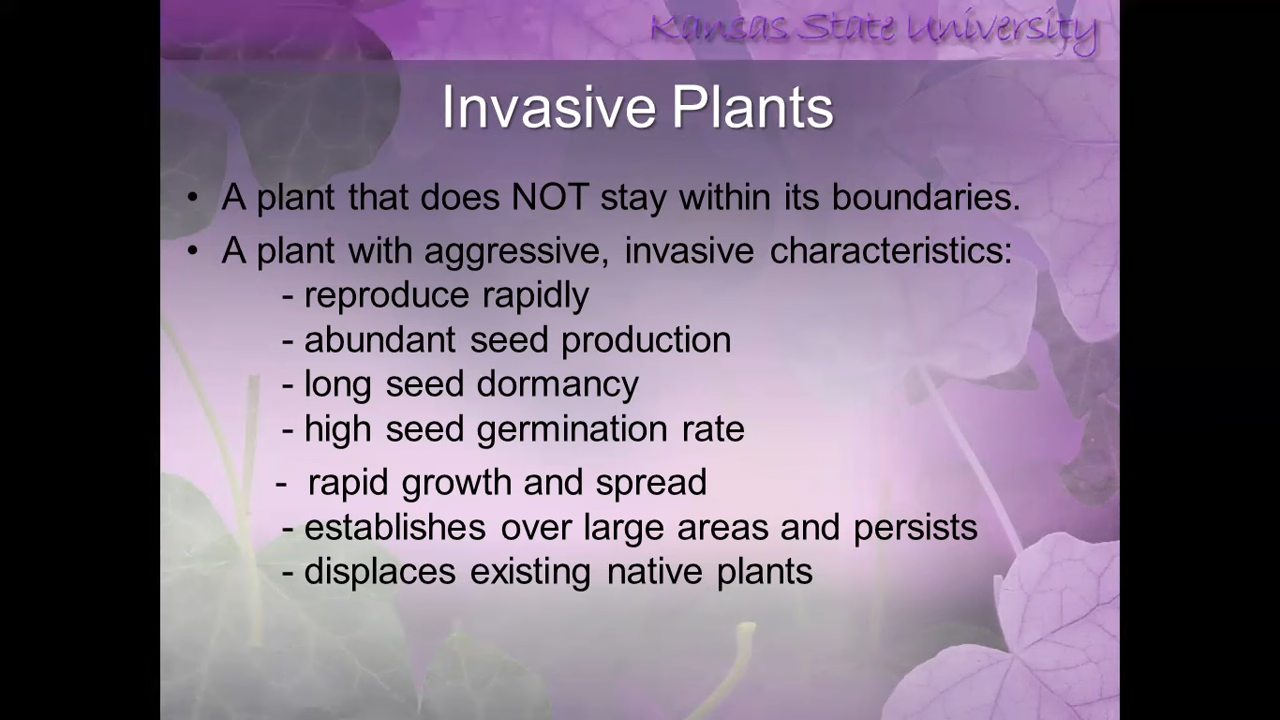 Kansas State University
Invasive Plants
• A plant that does NOT stay within its boundaries.
• A plant with aggressive, invasive characteristics:
- reproduce rapidly
- abundant seed production
- long seed dormancy
- high seed germination rate
- rapid growth and spread
- establishes over large areas and persists
- displaces existing native plants